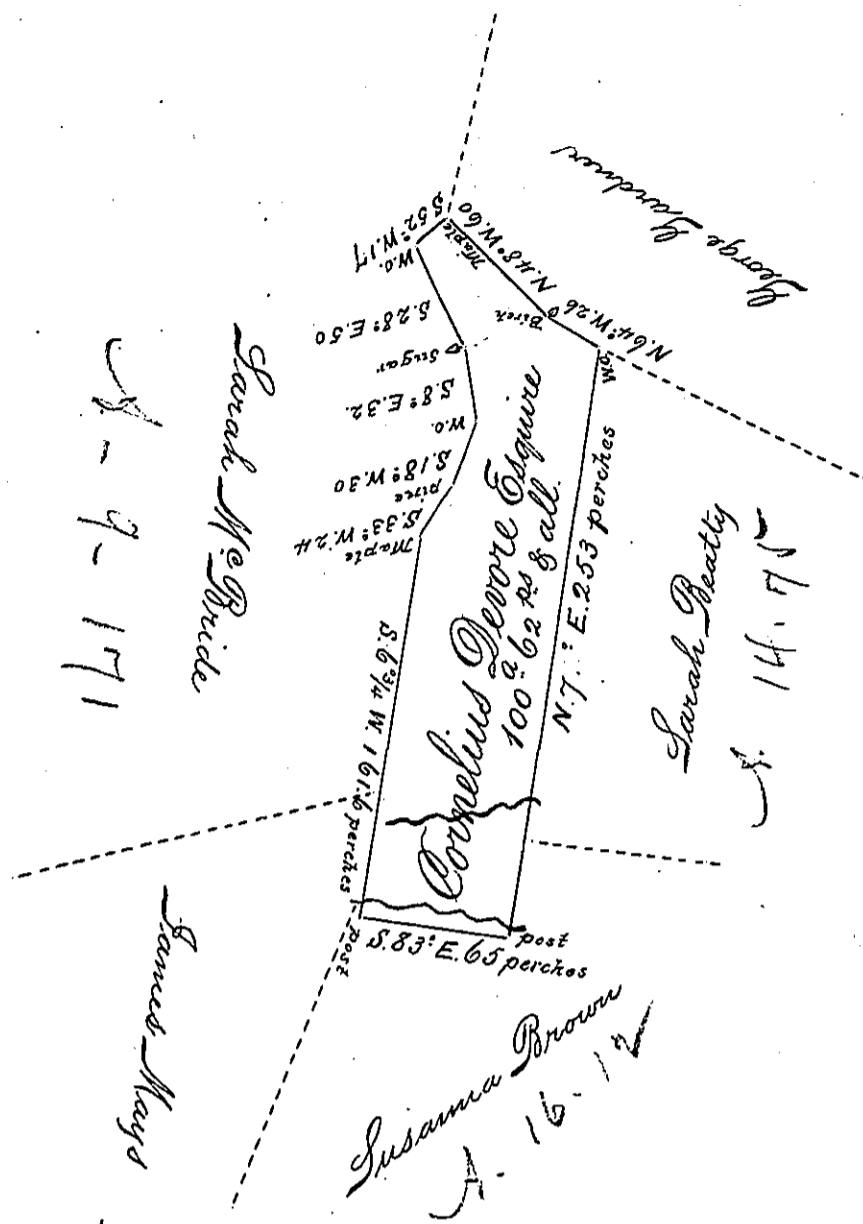 George Gardner
S 52° W. 17
Maple
N. 48° W. 60
W.O.
Birch
N. 64° W. 26
W.O.
S. 28° E. 50
Sugar
S. 8° E. 32.
W.O.
S. 18° W. 30
pine
S. 33° W. 24
Maple
Sarah McBride
A - 9 - 171
Cornelius Devore Esquire
100 a 62 ps & all.
N. 7.° E. 253 perches
Sarah Beatty
A. 14 - 75
S. 6°3/4 W. 161.6 perches
post
S. 83° E. 65 perches
post
James Mays
Susanna Brown
A - 16 - 12